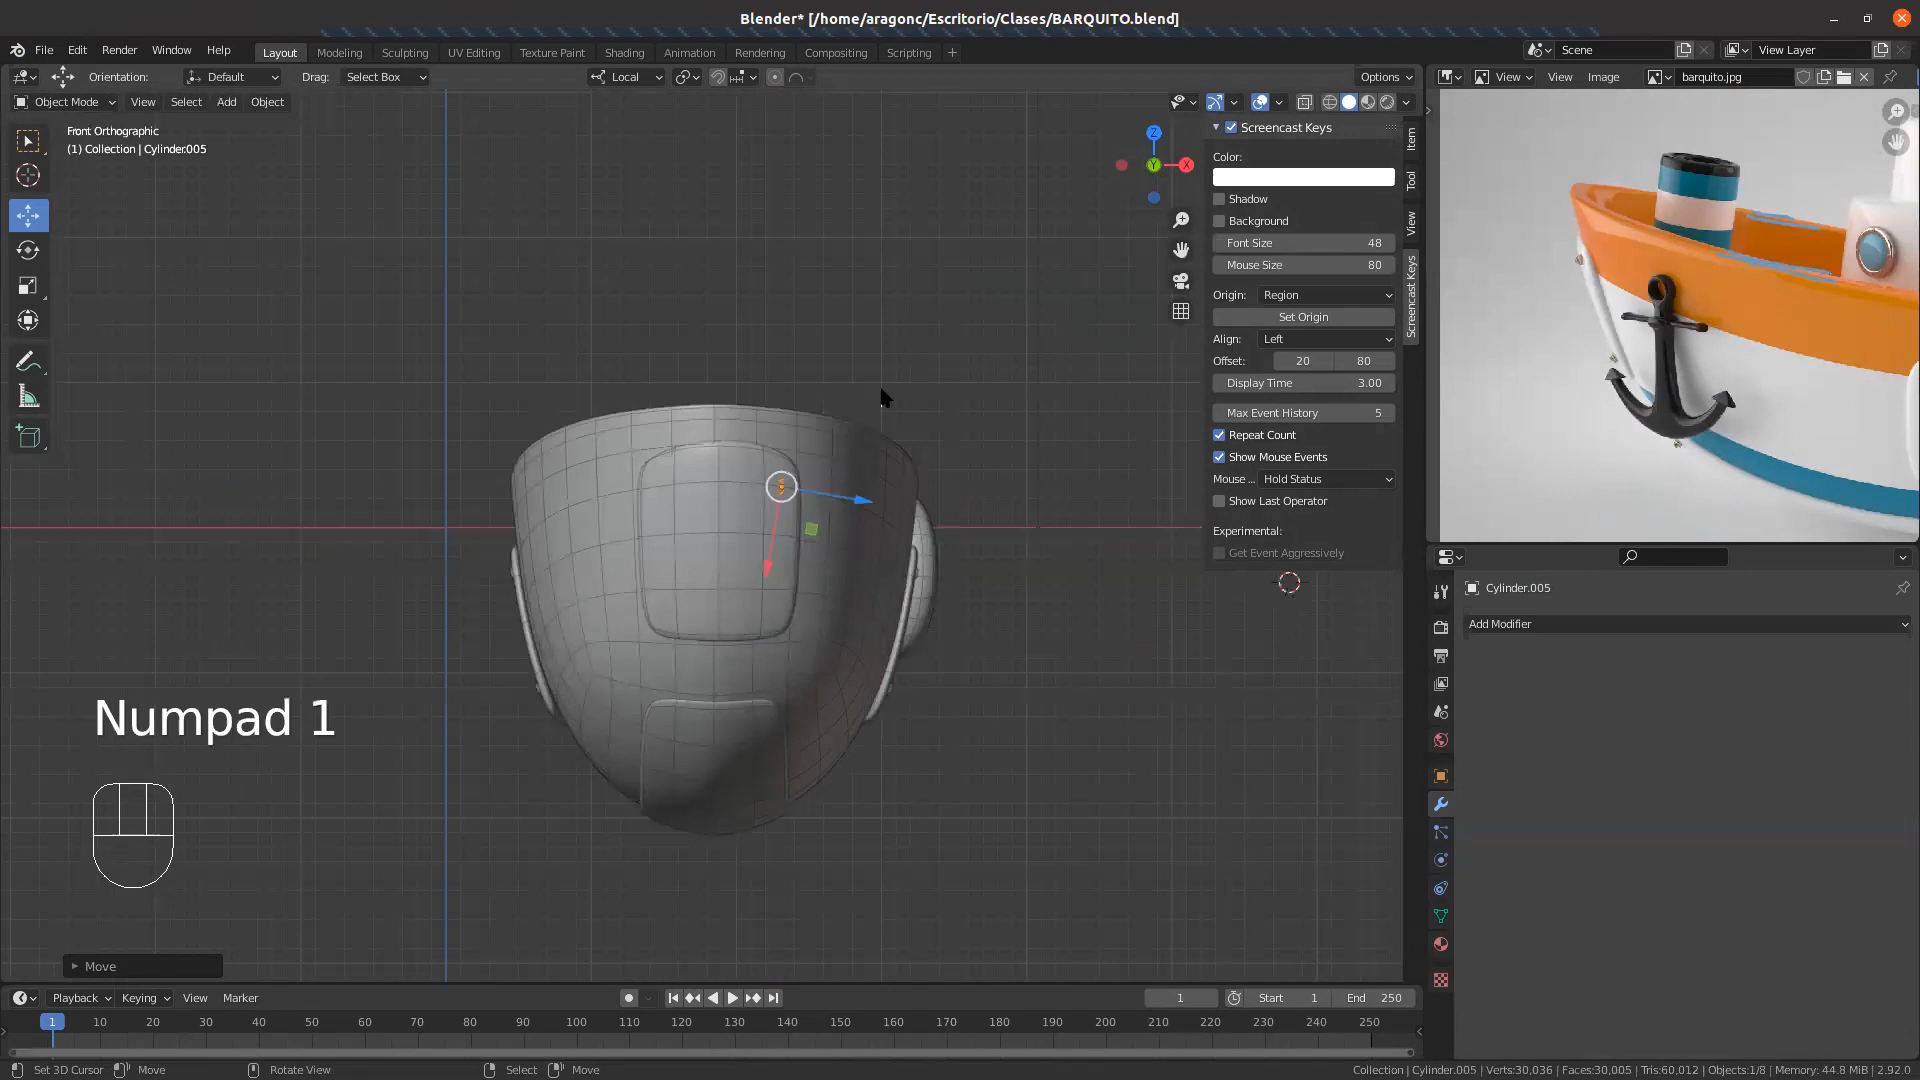 Blender* [/home/aragonc/Escritorio/Clases/BARQUITO.blend]
File Edit Render Window Help
Layout Modeling Sculpting UV Editing Texture Paint Shading Animation Rendering Compositing Scripting +
Scene
View Layer
Orientation: Default Drag: Select Box
Local
Options
View View Image barquito.jpg
Object Mode View Select Add Object
Front Orthographic
(1) Collection | Cylinder.005
Z
Y
X
Screencast Keys
Color:
Shadow
Background
Font Size 48
Mouse Size 80
Origin: Region
Set Origin
Align: Left
Offset: 20 80
Display Time 3.00
Max Event History 5
Repeat Count
Show Mouse Events
Mouse ... Hold Status
Show Last Operator
Experimental:
Get Event Aggressively
Item
Tool
View
Screencast Keys
Cylinder.005
Add Modifier
Numpad 1
Move
Playback Keying View Marker
1
Start 1 End 250
1 10 20 30 40 50 60 70 80 90 100 110 120 130 140 150 160 170 180 190 200 210 220 230 240 250
Set 3D Cursor Move Rotate View Select Move
Collection | Cylinder.005 | Verts:30,036 | Faces:30,005 | Tris:60,012 | Objects:1/8 | Memory: 44.8 MiB | 2.92.0